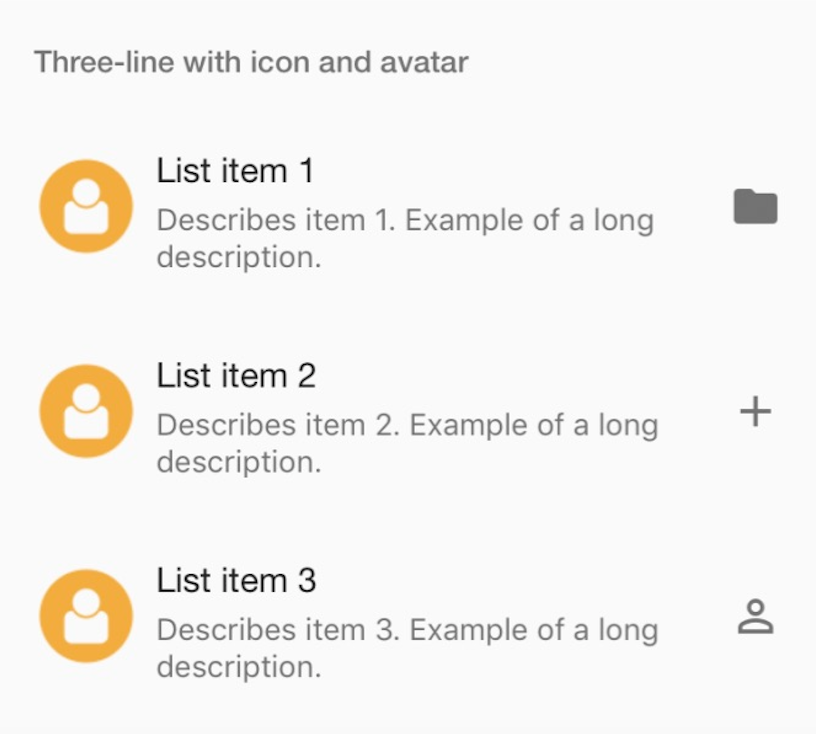 Three-line with icon and avatar
List item 1
Describes item 1. Example of a long
description.
List item 2
Describes item 2. Example of a long
description.
List item 3
Describes item 3. Example of a long
description.